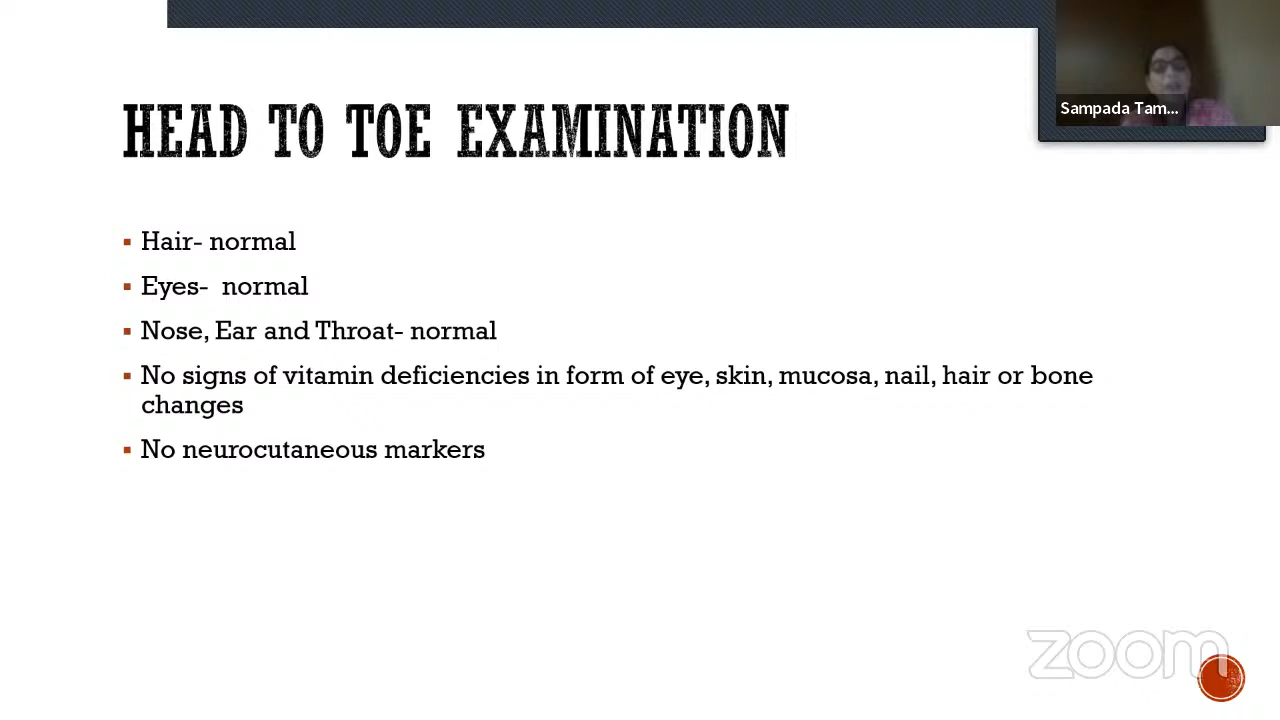 Sampada Tam...
HEAD TO TOE EXAMINATION
Hair- normal
Eyes- normal
Nose, Ear and Throat- normal
No signs of vitamin deficiencies in form of eye, skin, mucosa, nail, hair or bone
changes
No neurocutaneous markers
zoom